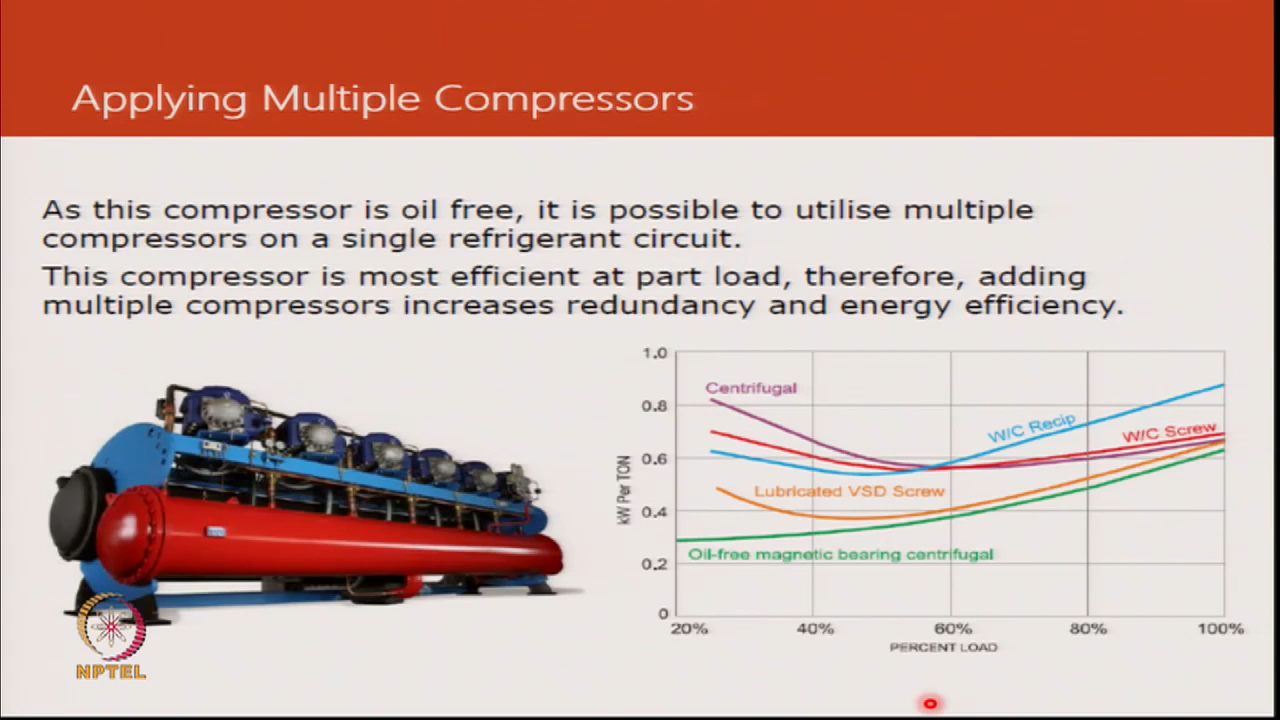 Applying Multiple Compressors
As this compressor is oil free, it is possible to utilise multiple
compressors on a single refrigerant circuit.
This compressor is most efficient at part load, therefore, adding
multiple compressors increases redundancy and energy efficiency.
1.0
0.8
0.6
0.4
0.2
0
kW Per TON
Centrifugal
W/C Recip
W/C Screw
Lubricated VSD Screw
Oil-free magnetic bearing centrifugal
20%
40%
60%
80%
100%
PERCENT LOAD
NPTEL